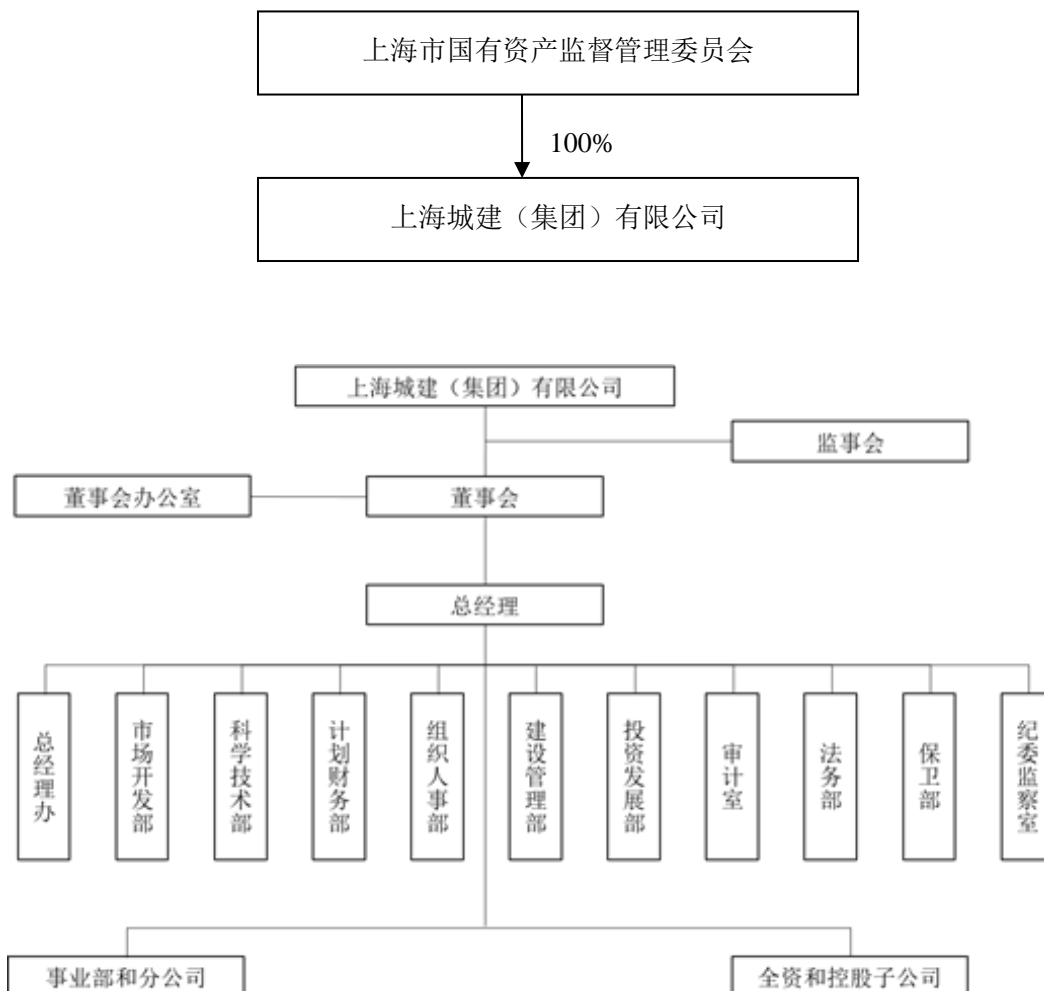 上海市国有资产监督管理委员会
100%
上海城建（集团）有限公司
上海城建（集团）有限公司
监事会
董事会办公室
董事会
总经理
总经理办
市场开发部
科学技术部
计划财务部
组织人事部
建设管理部
投资发展部
审计室
法务部
保卫部
纪委监察室
事业部和分公司
全资和控股子公司